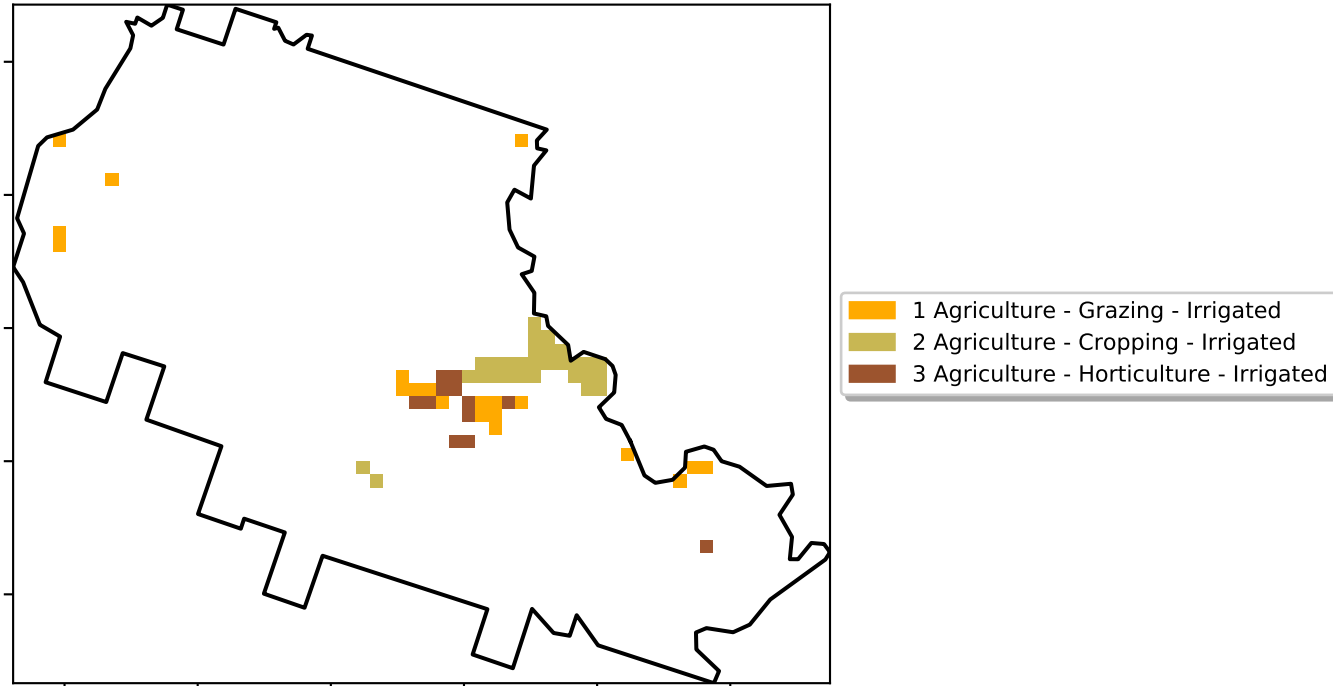 1 Agriculture - Grazing - Irrigated
2 Agriculture - Cropping - Irrigated
3 Agriculture - Horticulture - Irrigated